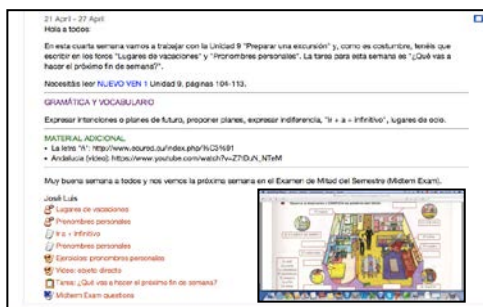 21 April - 27 April
Hola a todos:
En esta cuarta semana vamos a trabajar con la Unidad 9 "Preparar una excursión" y, como es costumbre, tenéis que
escribir en los foros "Lugares de vacaciones" y "Pronombres personales". La tarea para esta semana es "¿Qué vas a
hacer el próximo fin de semana?".
Necesitáis leer NUEVO VEN 1 Unidad 9, páginas 104-113.
GRAMÁTICA Y VOCABULARIO
Expresar intenciones o planes de futuro, proponer planes, expresar indiferencia, "ir + a + infinitivo", lugares de ocio.
MATERIAL ADICIONAL
• La letra "ñ":
• Andalucía (vídeo):
Muy buena semana a todos y nos vemos la próxima semana en el Examen de Mitad del Semestre (Midterm Exam).
José Luis
Lugares de vacaciones
Pronombres personales
Ir a + infinitivo
Pronombres personales
Ejercicios pronombres personales
Vídeo: objeto directo
Tarea: ¿Qué vas a hacer el próximo fin de semana?
Midterm Exam questions